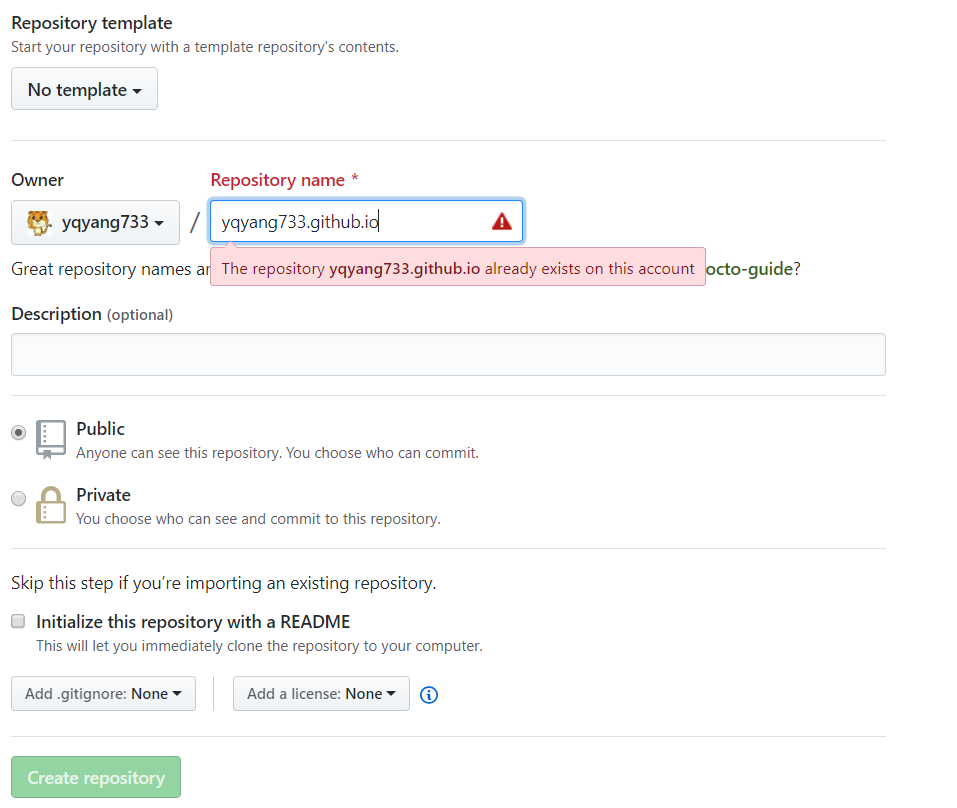 Repository template
Start your repository with a template repository's contents.
No template
Owner
Repository name *
yqyang733
/
yqyang733.github.io
Great repository names ar
The repository yqyang733.github.io already exists on this account
octo-guide?
Description (optional)
Public
Anyone can see this repository. You choose who can commit.
Private
You choose who can see and commit to this repository.
Skip this step if you’re importing an existing repository.
Initialize this repository with a README
This will let you immediately clone the repository to your computer.
Add .gitignore: None
Add a license: None
Create repository